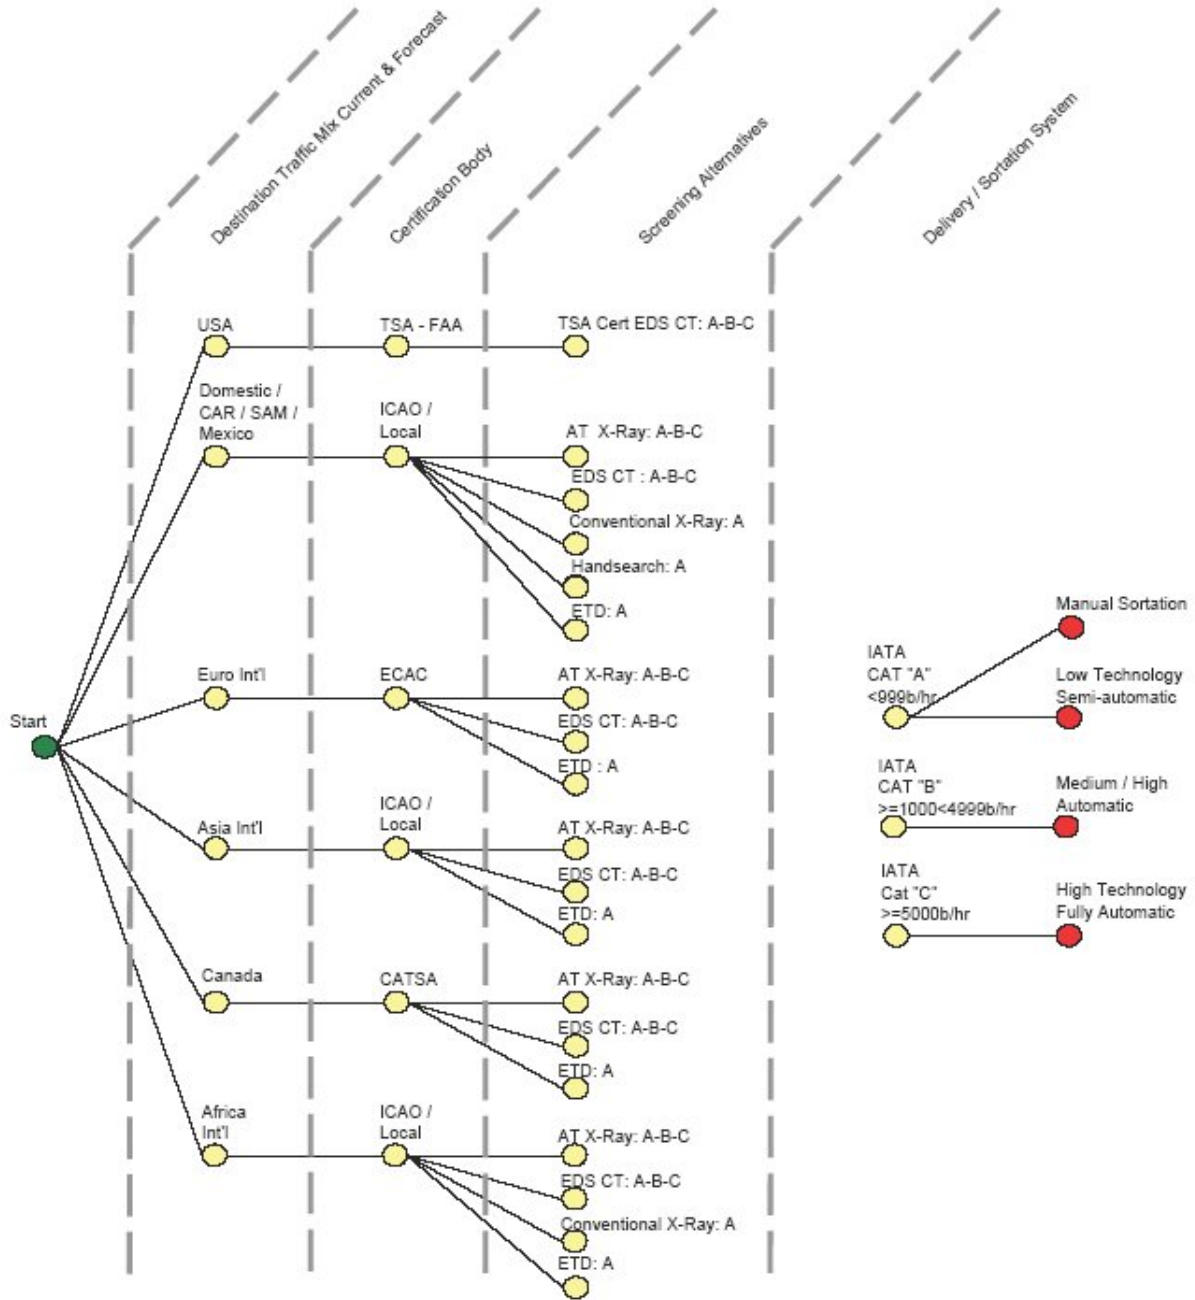 Destination Traffic Mix Current & Forecast
Certification Body
Screening Alternatives
Delivery / Sortation System
Start
USA
TSA - FAA
TSA Cert EDS CT: A-B-C
Domestic /
CAR / SAM /
Mexico
ICAO /
Local
AT X-Ray: A-B-C
EDS CT : A-B-C
Conventional X-Ray: A
Handsearch: A
ETD: A
Euro Int'l
ECAC
AT X-Ray: A-B-C
EDS CT: A-B-C
ETD : A
Asia Int'l
ICAO /
Local
AT X-Ray: A-B-C
EDS CT: A-B-C
ETD: A
Canada
CATSA
AT X-Ray: A-B-C
EDS CT: A-B-C
ETD: A
Africa
Int'l
ICAO /
Local
AT X-Ray: A-B-C
EDS CT: A-B-C
Conventional X-Ray: A
ETD: A
IATA
CAT "A"
<999b/hr
Manual Sortation
Low Technology
Semi-automatic
IATA
CAT "B"
>=1000<4999b/hr
Medium / High
Automatic
IATA
Cat "C"
>=5000b/hr
High Technology
Fully Automatic